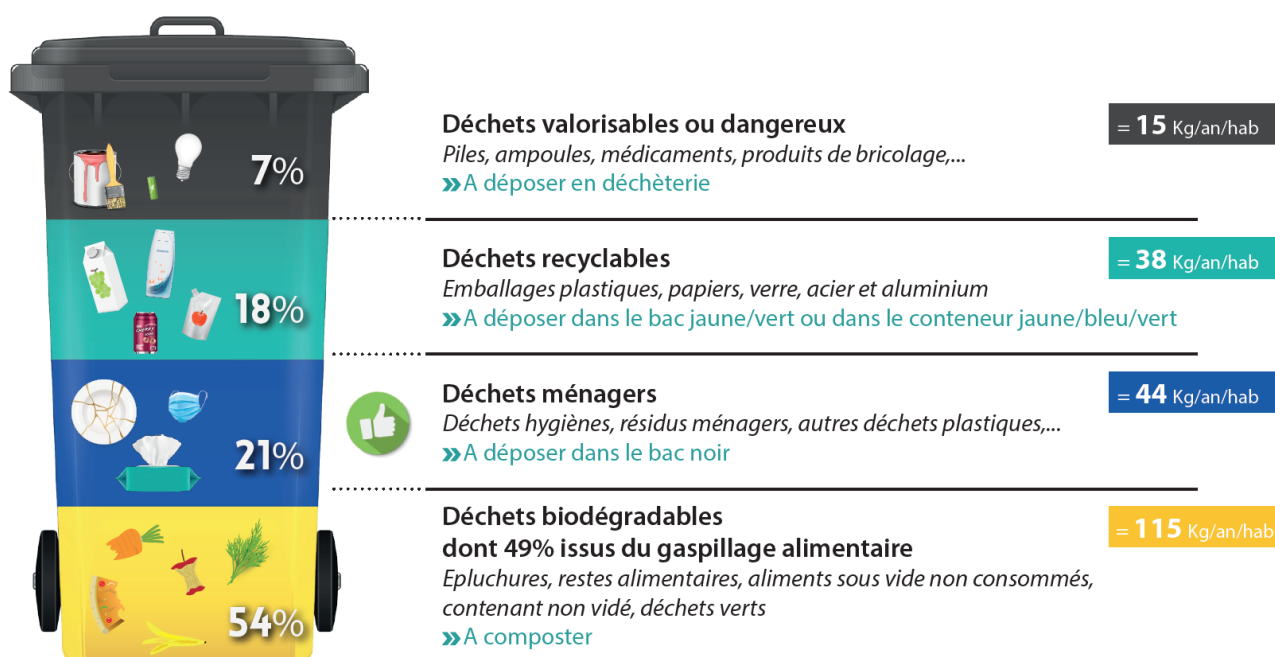 7%
Déchets valorisables ou dangereux
= 15 Kg/an/hab
Piles, ampoules, médicaments, produits de bricolage,...
»A déposer en déchèterie
18%
Déchets recyclables
= 38 Kg/an/hab
Emballages plastiques, papiers, verre, acier et aluminium
»A déposer dans le bac jaune/vert ou dans le conteneur jaune/bleu/vert
21%
Déchets ménagers
= 44 Kg/an/hab
Déchets hygiènes, résidus ménagers, autres déchets plastiques,...
»A déposer dans le bac noir
54%
Déchets biodégradables
dont 49% issus du gaspillage alimentaire
= 115 Kg/an/hab
Epluchures, restes alimentaires, aliments sous vide non consommés,
contenant non vidé, déchets verts
»A composter